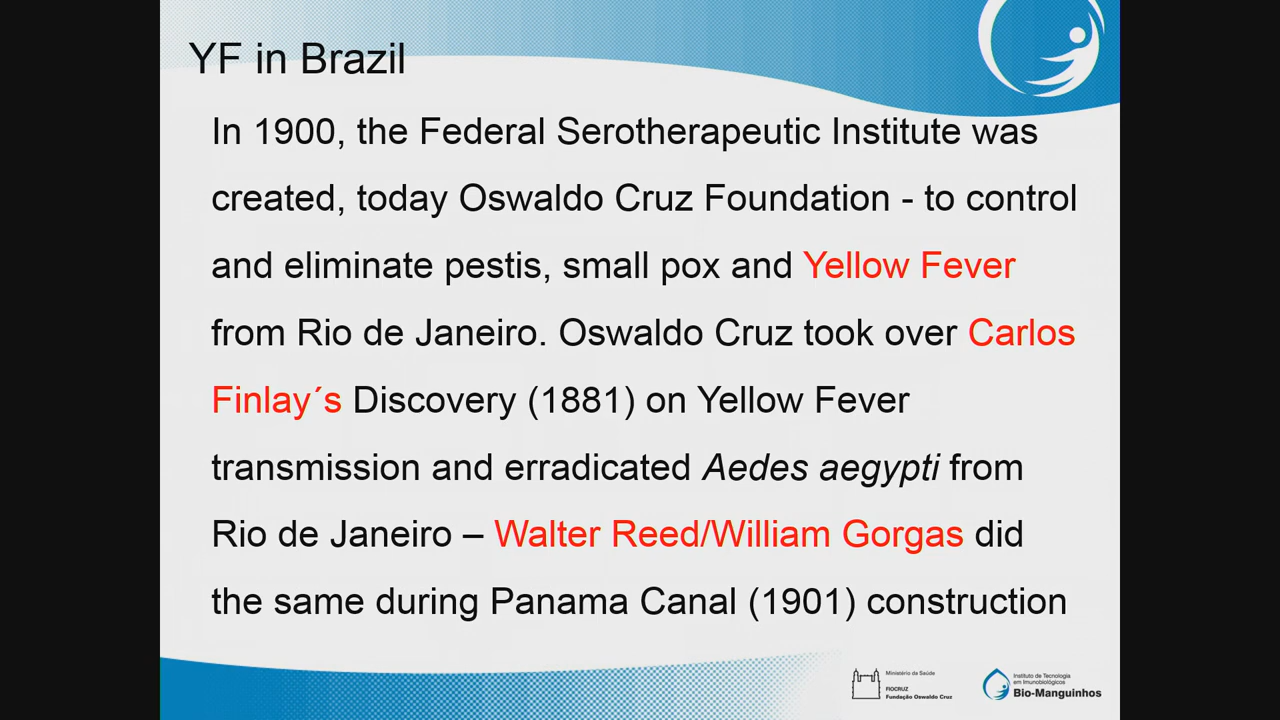 YF in Brazil
In 1900, the Federal Serotherapeutic Institute was
created, today Oswaldo Cruz Foundation - to control
and eliminate pestis, small pox and Yellow Fever
from Rio de Janeiro. Oswaldo Cruz took over Carlos
Finlay´s Discovery (1881) on Yellow Fever
transmission and erradicated Aedes aegypti from
Rio de Janeiro – Walter Reed/William Gorgas did
the same during Panama Canal (1901) construction
Ministério da Saúde
FIOCRUZ
Fundação Oswaldo Cruz
Instituto de Tecnologia
em Imunobiológicos
Bio-Manguinhos